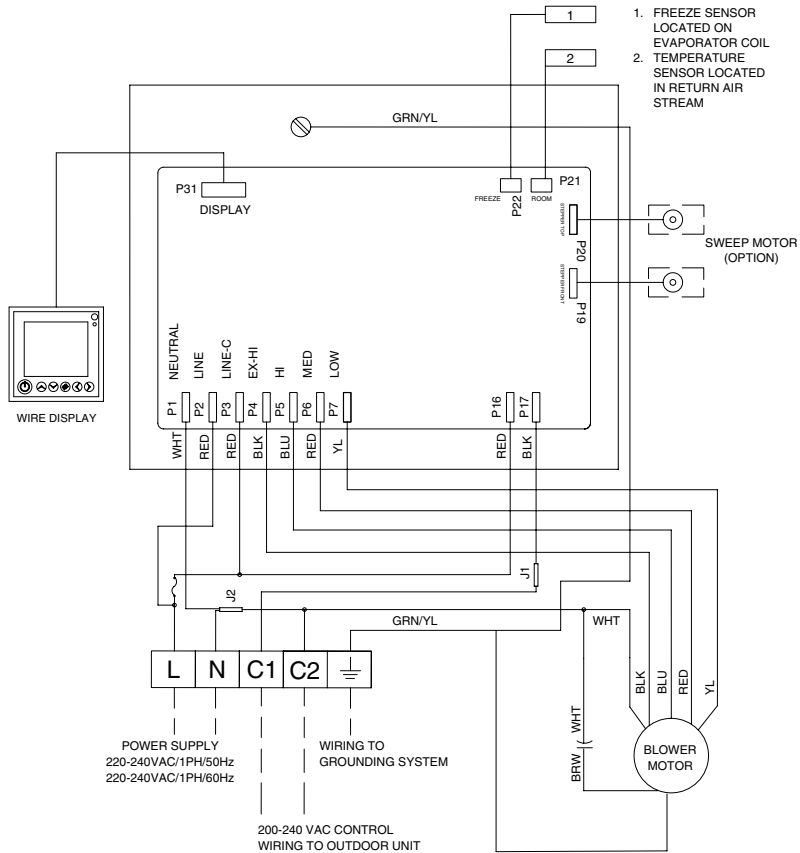 1
2
1. FREEZE SENSOR
LOCATED ON
EVAPORATOR COIL
2. TEMPERATURE
SENSOR LOCATED
IN RETURN AIR
STREAM
GRN/YL
P31
DISPLAY
FREEZE
P22
ROOM
P21
STEPPER TOP
P20
STEPPER FRONT
P19
SWEEP MOTOR
(OPTION)
WIRE DISPLAY
NEUTRAL
LINE
LINE-C
EX-HI
HI
MED
LOW
P1
P2
P3
P4
P5
P6
P7
P16
P17
WHT
RED
RED
BLK
BLU
RED
YL
RED
BLK
J1
J2
GRN/YL
WHT
L
N
C1
C2
BLK
BLU
RED
YL
WHT
BRW
BLOWER
MOTOR
POWER SUPPLY
220-240VAC/1PH/50Hz
220-240VAC/1PH/60Hz
WIRING TO
GROUNDING SYSTEM
200-240 VAC CONTROL
WIRING TO OUTDOOR UNIT